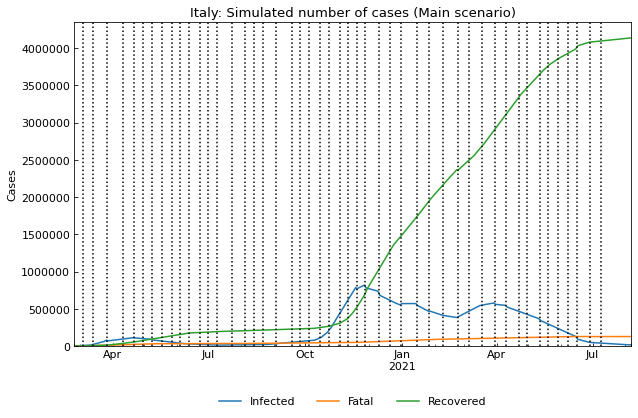 Italy: Simulated number of cases (Main scenario)
4000000
3500000
3000000
2500000
2000000
1500000
1000000
500000
0
Cases
Apr Jul Oct Jan Apr Jul
2021
Infected Fatal Recovered